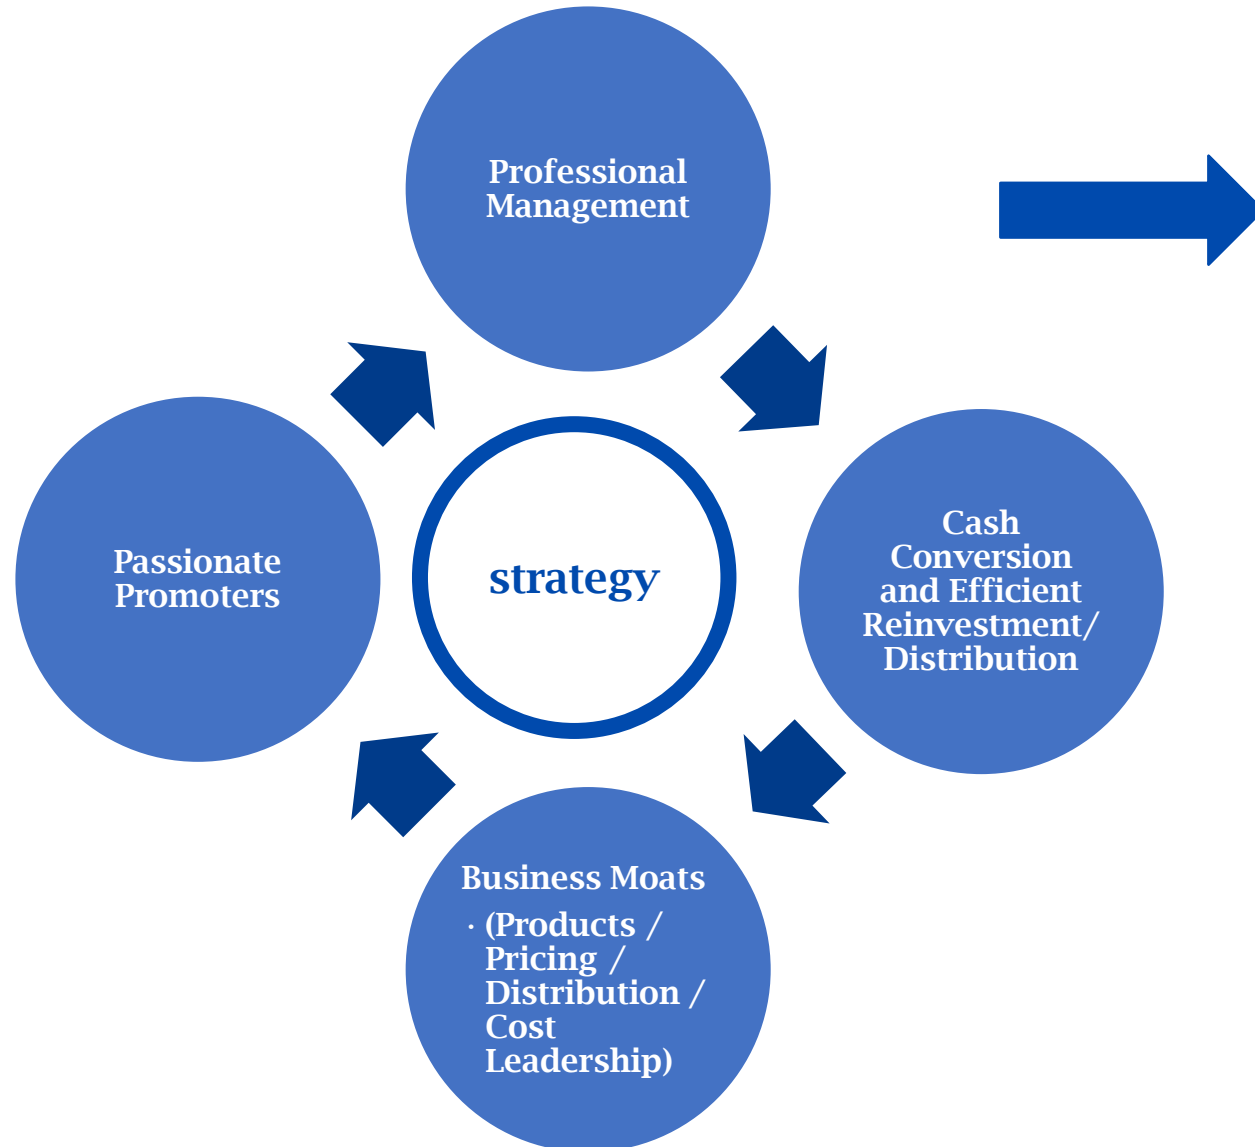 Professional
Management
Passionate
Promoters
strategy
Cash
Conversion
and Efficient
Reinvestment/
Distribution
Business Moats
· (Products /
Pricing /
Distribution /
Cost
Leadership)